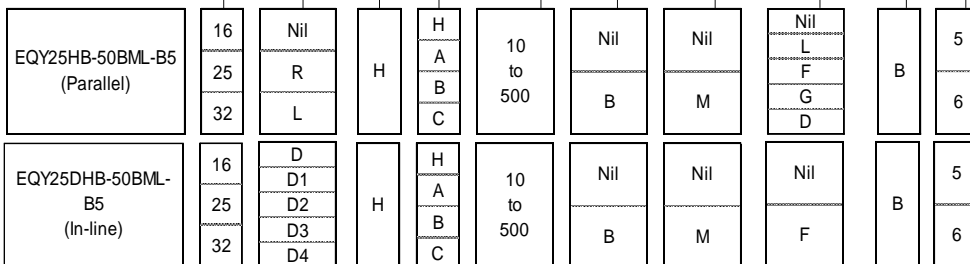 EQY25HB-50BML-B5
(Parallel)
16
25
32
Nil
R
L
H
H
A
B
C
10
to
500
Nil
B
Nil
M
Nil
L
F
G
D
B
5
6
EQY25DHB-50BML-
B5
(In-line)
16
25
32
D
D1
D2
D3
D4
H
H
A
B
C
10
to
500
Nil
B
Nil
M
Nil
F
B
5
6